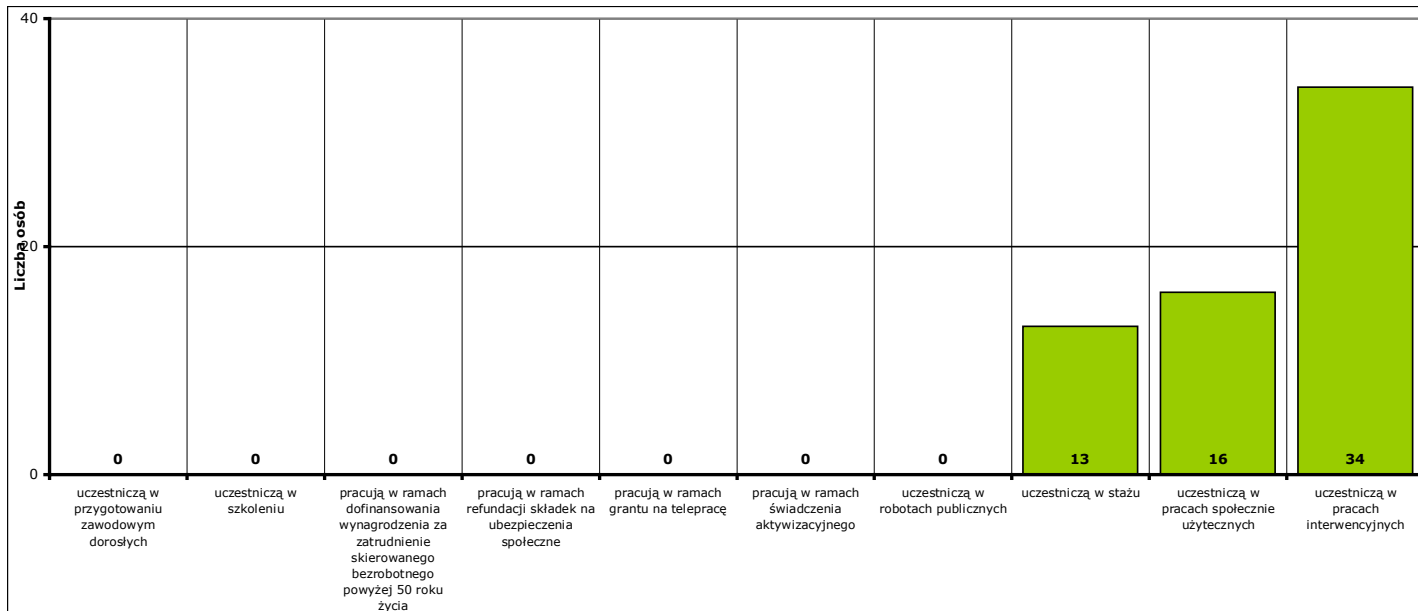 40
Liczba osób
20
0
0
0
0
0
0
0
0
13
16
34
uczestniczą w
przygotowaniu
zawodowym
dorosłych
uczestniczą w
szkoleniu
pracują w ramach
dofinansowania
wynagrodzenia za
zatrudnienie
skierowanego
bezrobotnego
powyżej 50 roku
życia
pracują w ramach
refundacji składek na
ubezpieczenia
społeczne
pracują w ramach
grantu na telepracę
pracują w ramach
świadczenia
aktywizacyjnego
uczestniczą w
robotach publicznych
uczestniczą w stażu
uczestniczą w
pracach społecznie
użytecznych
uczestniczą w
pracach
interwencyjnych